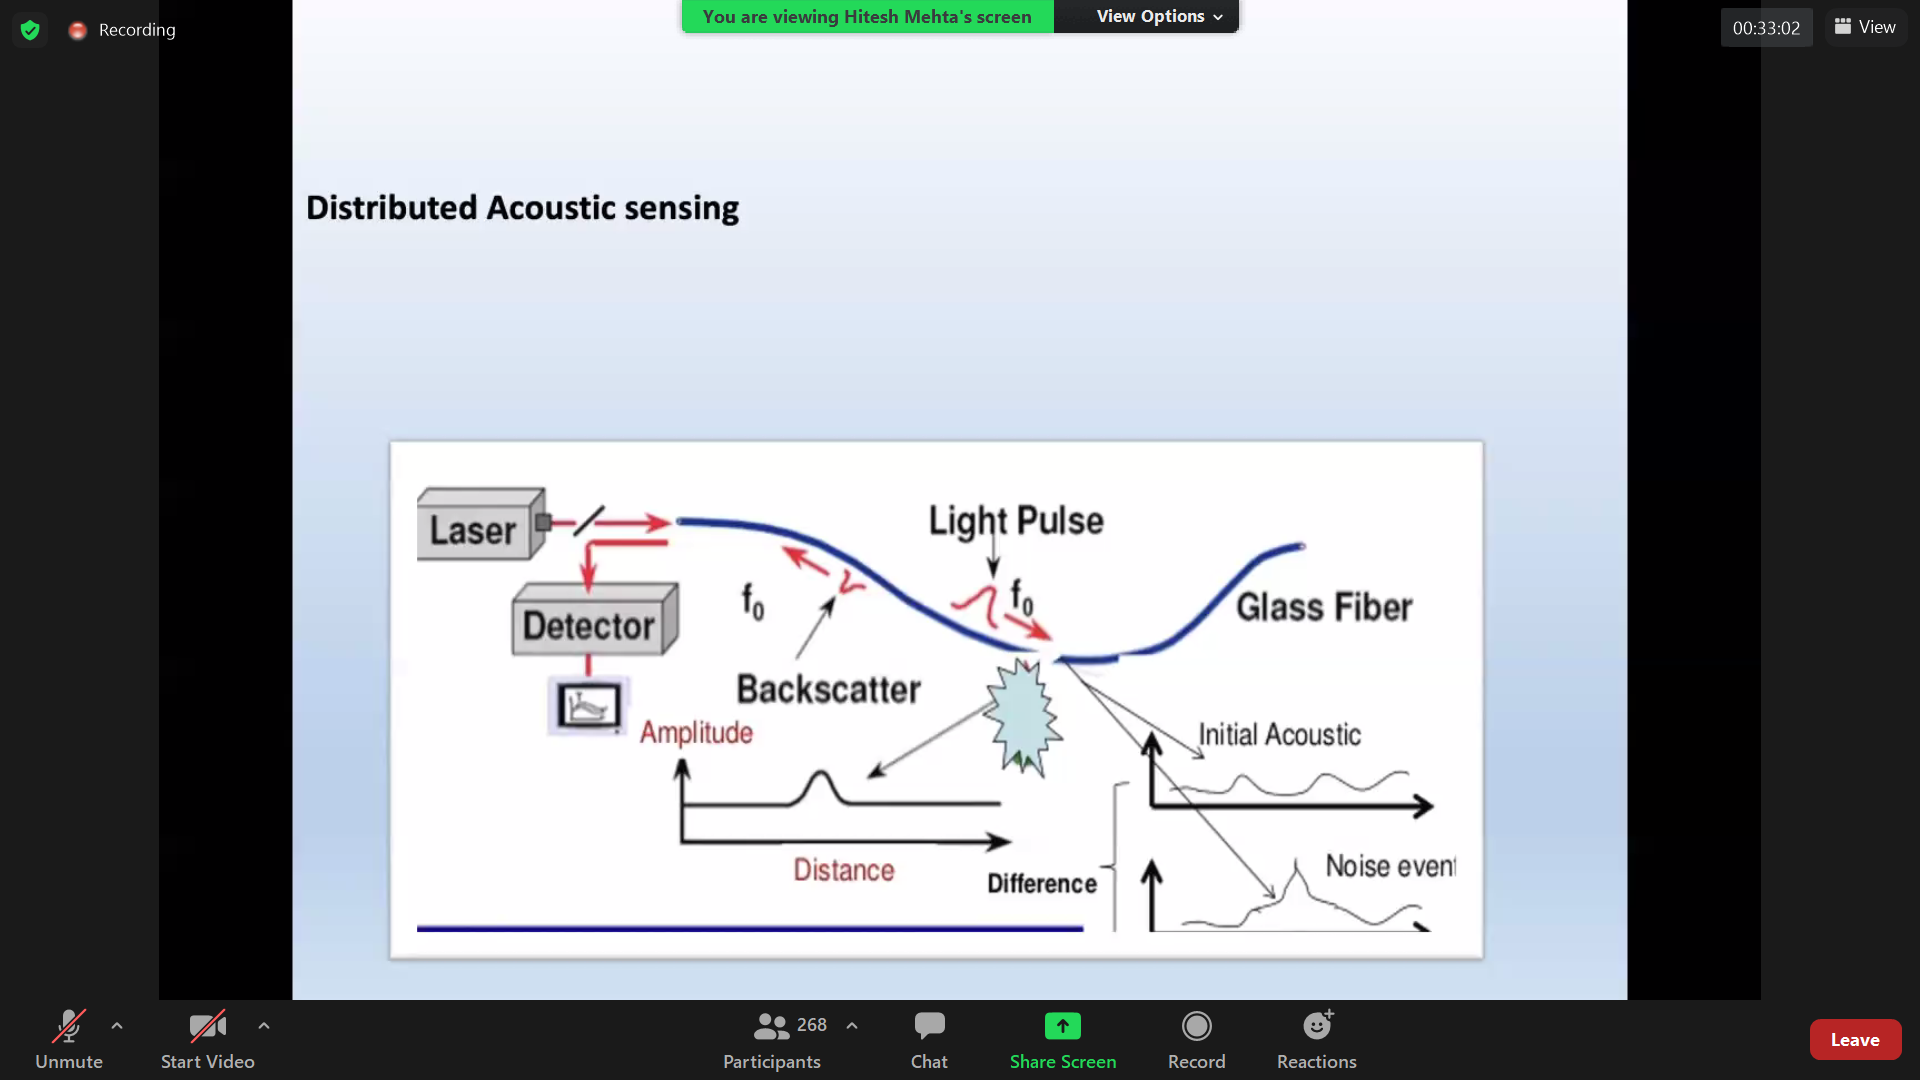 You are viewing Hitesh Mehta's screen
View Options
Recording
00:33:02
View
Distributed Acoustic sensing
Laser
Light Pulse
f0
f0
Glass Fiber
Detector
Backscatter
Amplitude
Initial Acoustic
Distance
Difference
Noise event
Unmute
Start Video
268
Participants
Chat
Share Screen
Record
Reactions
Leave